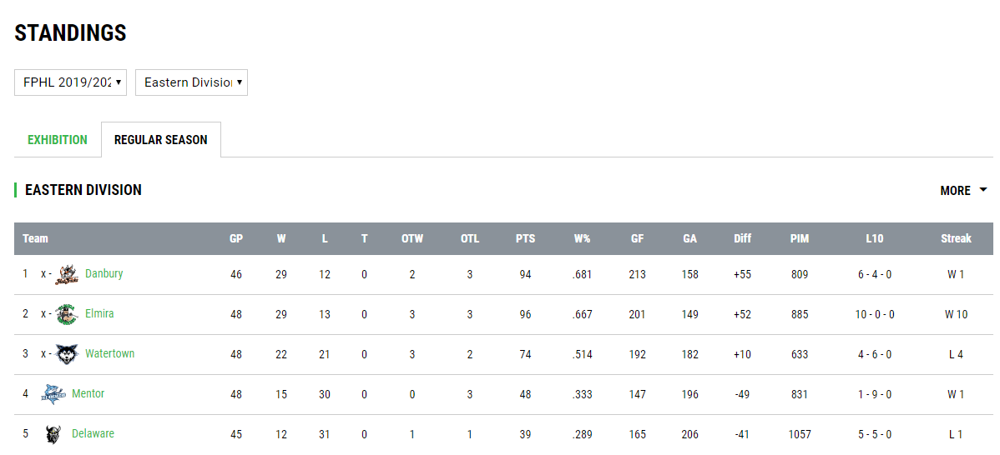 STANDINGS
FPHL 2019/202 Eastern Divisio
EXHIBITION REGULAR SEASON
EASTERN DIVISION MORE
Team GP W L T OTW OTL PTS W% GF GA Diff PIM L10 Streak
1 x - Danbury 46 29 12 0 2 3 94 .681 213 158 +55 809 6 - 4 - 0 W 1
2 x - Elmira 48 29 13 0 3 3 96 .667 201 149 +52 885 10 - 0 - 0 W 10
3 x - Watertown 48 22 21 0 3 2 74 .514 192 182 +10 633 4 - 6 - 0 L 4
4 Mentor 48 15 30 0 0 3 48 .333 147 196 -49 831 1 - 9 - 0 W 1
5 Delaware 45 12 31 0 1 1 39 .289 165 206 -41 1057 5 - 5 - 0 L 1